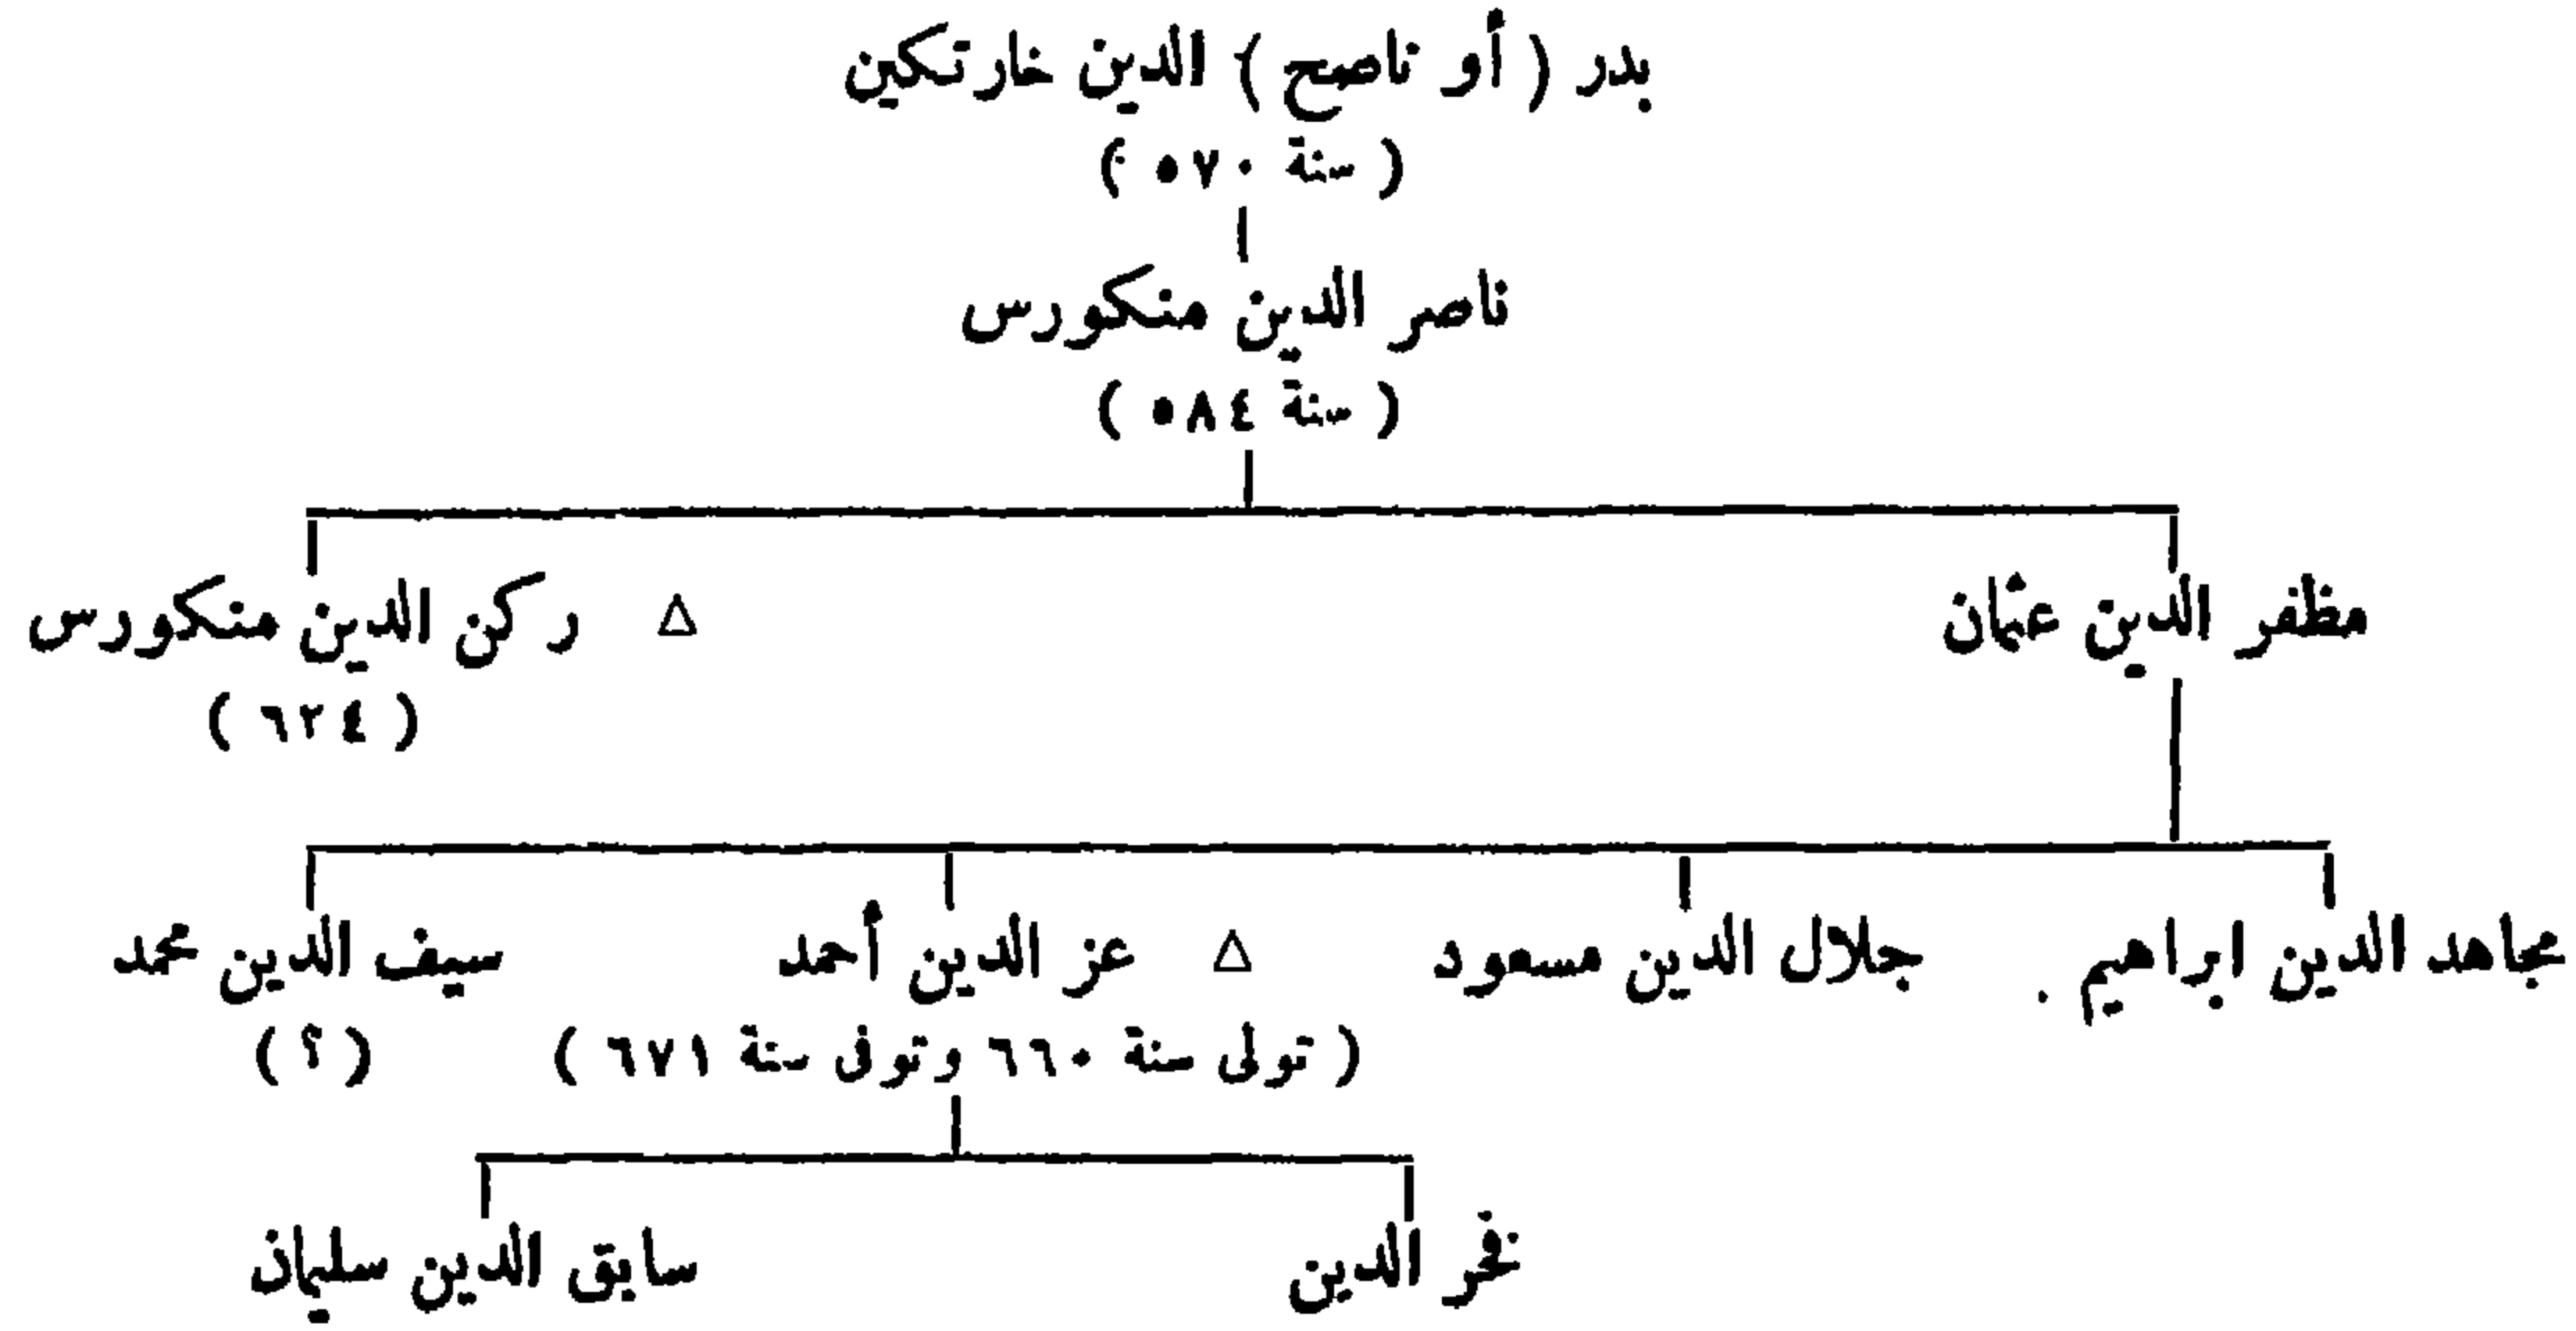 بدر ( أو ناصح ) الدين خارتكين
( سنة ٥٧٠ )
ناصر الدين منكورس
( سنة ٥٨٤ )
مظفر الدين عثمان △ ركن الدين منكورس
( ٦٢٤ )
مجاهد الدين ابراهيم . جلال الدين مسعود △ عز الدين أحمد سيف الدين محمد
( تولى سنة ٦٦٠ وتوفى سنة ٦٧١ ) ( ؟ )
فخر الدين سابق الدين سليمان